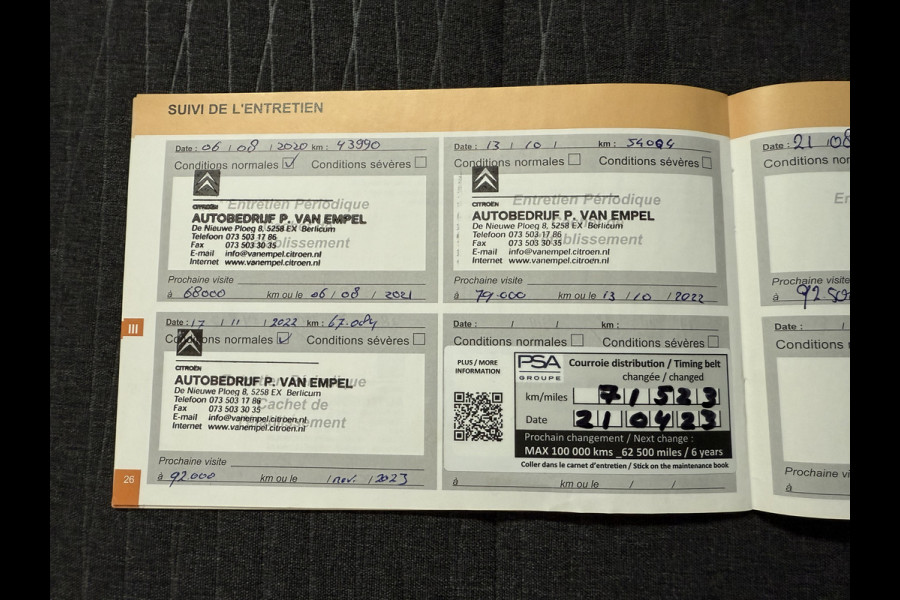 SUIVI DE L'ENTRETIEN
Date : 06 / 08 / 2020 km : 43990
Conditions normales Conditions sévères
Entretien Périodique
CITROËN
AUTOBEDRIJF P. VAN EMPEL
De Nieuwe Ploeg 8, 5258 EX Berlicum
Telefoon 073 503 17 86
Fax 073 503 30 35
E-mail info@vanempel.citroen.nl
Internet www.vanempel.citroen.nl
Prochaine visite
à 68000 km ou le 06 / 08 / 2021
Date : 13 / 10 / km :
Conditions normales Conditions sévères
Entretien Périodique
CITROËN
AUTOBEDRIJF P. VAN EMPEL
De Nieuwe Ploeg 8, 5258 EX Berlicum
Telefoon 073 503 17 86
Fax 073 503 30 35
E-mail info@vanempel.citroen.nl
Internet www.vanempel.citroen.nl
Prochaine visite
à 79.000 km ou le 13 / 10 / 2022
Date : 21 / 08
Conditions nor
En
Prochaine vi
à 92 50
III
Date : 17 / 11 / 2022 km : 67.084
Conditions normales Conditions sévères
Entretien Périodique
Cachet de
CITROËN
AUTOBEDRIJF P. VAN EMPEL
De Nieuwe Ploeg 8, 5258 EX Berlicum
Telefoon 073 503 17 86
Fax 073 503 30 35
E-mail info@vanempel.citroen.nl
Internet www.vanempel.citroen.nl
Prochaine visite
à 92.000 km ou le / nov. / 2023
Date : / / km :
Conditions normales Conditions sévères
PLUS / MORE
INFORMATION
PSA
GROUPE
Courroie distribution / Timing belt
changée / changed
km/miles 71523
Date 21 04 23
Prochain changement / Next change :
MAX 100 000 kms _62 500 miles / 6 years
Coller dans le carnet d'entretien / Stick on the maintenance book
à km ou le / /
Date : /
Conditions
Prochaine vi
à
26